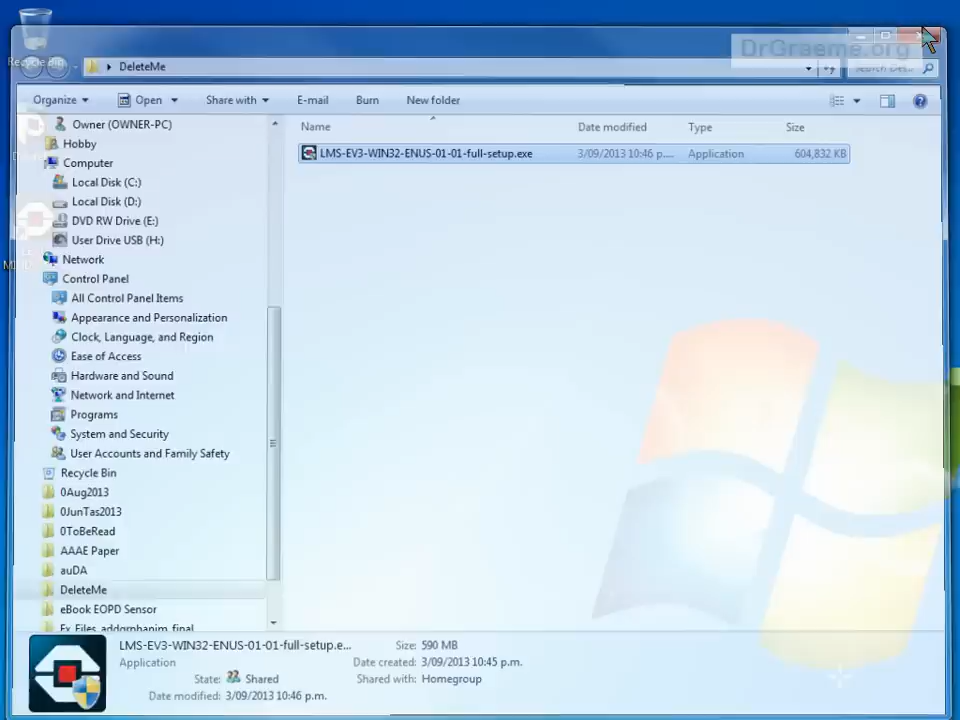 DrGraeme.org
Recycle Bin
DeleteMe
Search Del...
Organize
Open
Share with
E-mail
Burn
New folder
Name
Date modified
Type
Size
Owner (OWNER-PC)
Hobby
Computer
Local Disk (C:)
Local Disk (D:)
DVD RW Drive (E:)
User Drive USB (H:)
Network
Control Panel
All Control Panel Items
Appearance and Personalization
Clock, Language, and Region
Ease of Access
Hardware and Sound
Network and Internet
Programs
System and Security
User Accounts and Family Safety
Recycle Bin
0Aug2013
0JunTas2013
0ToBeRead
AAAE Paper
auDA
DeleteMe
eBook EOPD Sensor
LMS-EV3-WIN32-ENUS-01-01-full-setup.exe
3/09/2013 10:46 p....
Application
604,832 KB
LMS-EV3-WIN32-ENUS-01-01-full-setup.e...
Size: 590 MB
Application
Date created: 3/09/2013 10:45 p.m.
State: Shared
Shared with: Homegroup
Date modified: 3/09/2013 10:46 p.m.